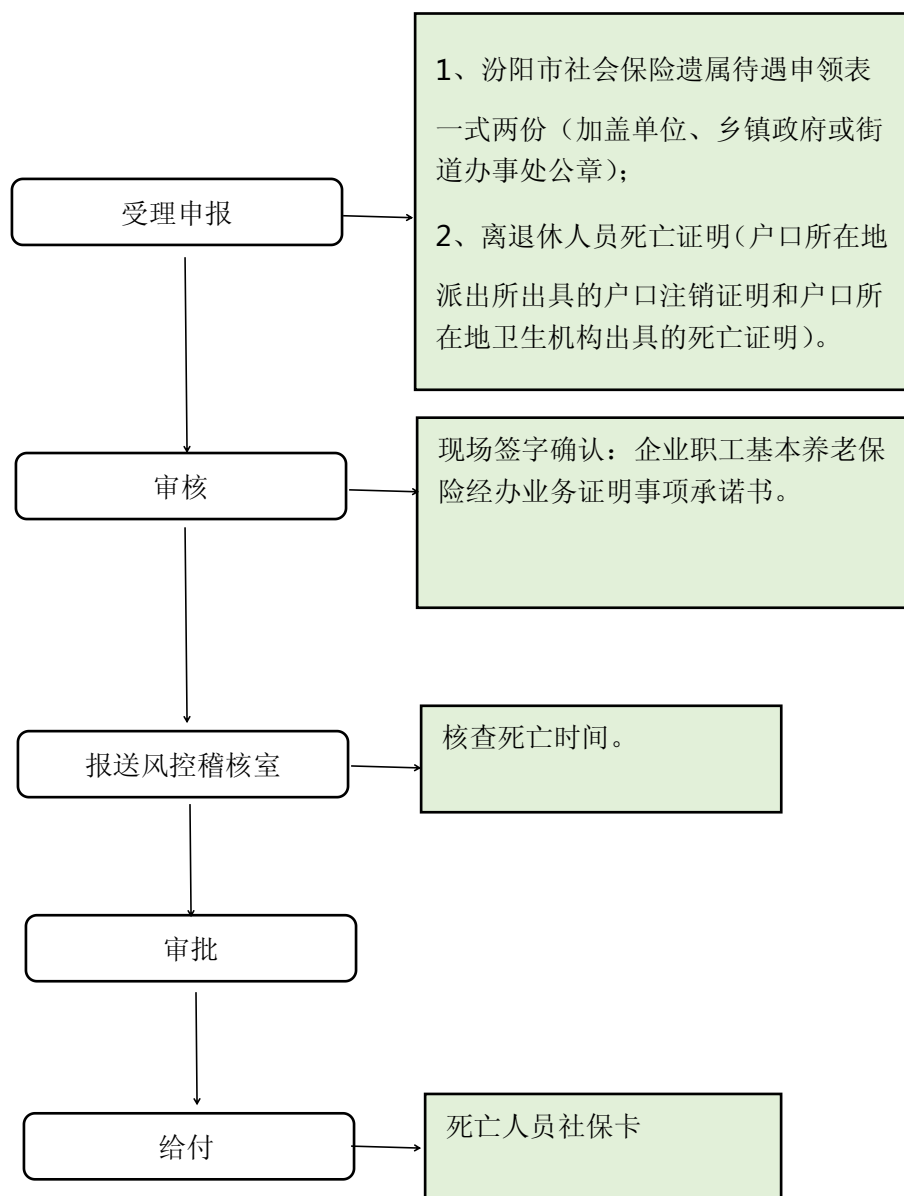 1、汾阳市社会保险遗属待遇申领表
一式两份（加盖单位、乡镇政府或街
道办事处公章）；
2、离退休人员死亡证明（户口所在地
派出所出具的户口注销证明和户口所
在地卫生机构出具的死亡证明）。
受理申报
现场签字确认：企业职工基本养老保
险经办业务证明事项承诺书。
审核
核查死亡时间。
报送风控稽核室
审批
死亡人员社保卡
给付